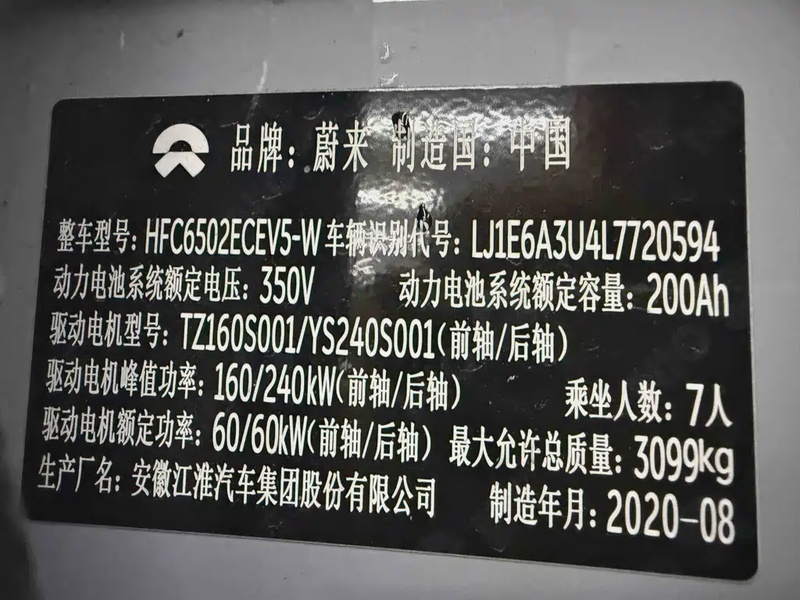 品牌：蔚来 制造国：中国
整车型号：HFC6502ECEV5-W 车辆识别代号：LJ1E6A3U4L7720594
动力电池系统额定电压：350V 动力电池系统额定容量：200Ah
驱动电机型号：TZ160S001/YS240S001(前轴/后轴)
驱动电机峰值功率：160/240kW(前轴/后轴) 乘坐人数：7人
驱动电机额定功率：60/60kW(前轴/后轴) 最大允许总质量：3099kg
生产厂名：安徽江淮汽车集团股份有限公司 制造年月：2020-08